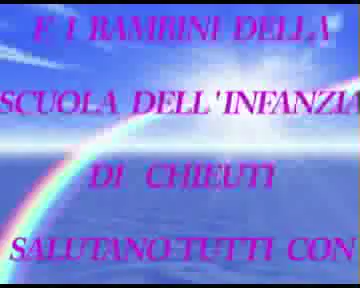 E I BAMBINI DELLA
SCUOLA DELL'INFANZIA
DI CHIEUTI
SALUTANO TUTTI CON